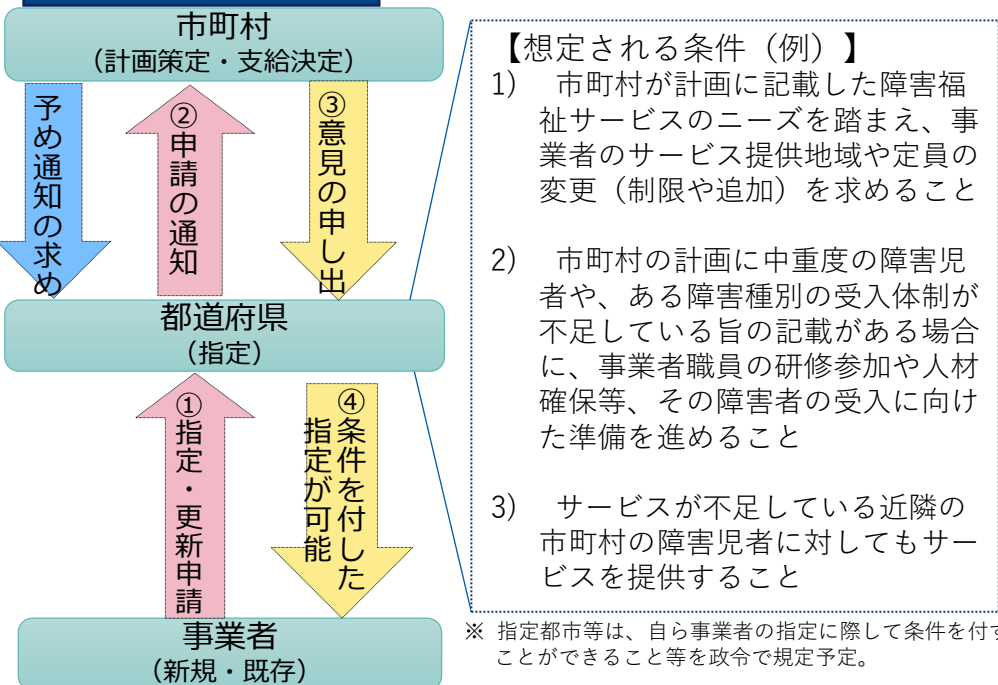 市町村
（計画策定・支給決定）
予め通知の求め
②申請の通知
③意見の申し出
都道府県
（指定）
①指定・更新申請
④条件を付した
指定が可能
事業者
（新規・既存）
【想定される条件（例）】
1)　市町村が計画に記載した障害福
祉サービスのニーズを踏まえ、事
業者のサービス提供地域や定員の
変更（制限や追加）を求めること
2)　市町村の計画に中重度の障害児
者や、ある障害種別の受入体制が
不足している旨の記載がある場合
に、事業者職員の研修参加や人材
確保等、その障害者の受入に向け
た準備を進めること
3)　サービスが不足している近隣の
市町村の障害児者に対してもサー
ビスを提供すること
※ 指定都市等は、自ら事業者の指定に際して条件を付す
ことができること等を政令で規定予定。